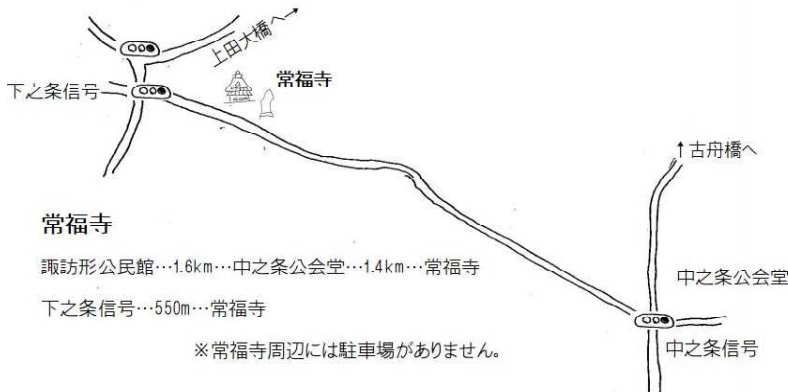 上田大橋へ→
常福寺
下之条信号
↑古舟橋へ
常福寺
諏訪形公民館…1.6km…中之条公会堂…1.4km…常福寺
中之条公会堂
下之条信号…550m…常福寺
中之条信号
※常福寺周辺には駐車場がありません。